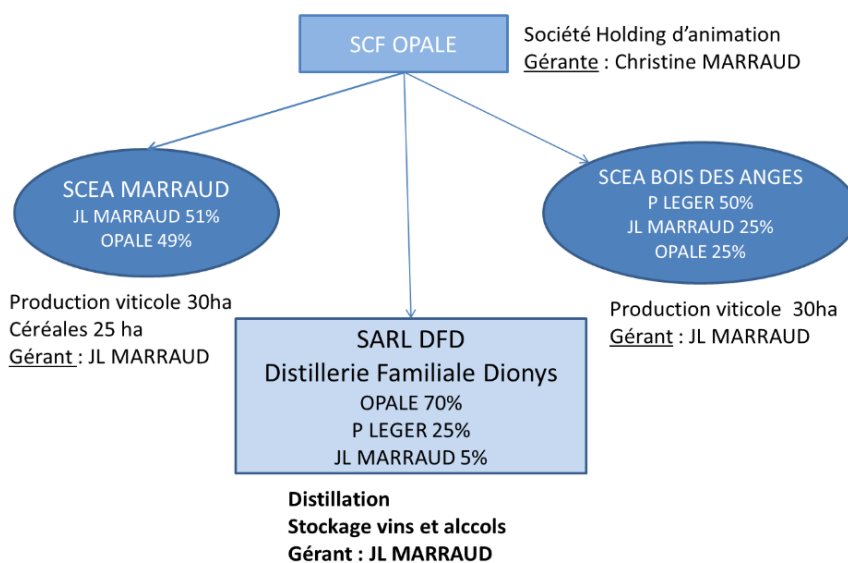 SCF OPALE
Société Holding d’animation
Gérante : Christine MARRAUD
SCEA MARRAUD
JL MARRAUD 51%
OPALE 49%
SCEA BOIS DES ANGES
P LEGER 50%
JL MARRAUD 25%
OPALE 25%
Production viticole 30ha
Céréales 25 ha
Gérant : JL MARRAUD
Production viticole 30ha
Gérant : JL MARRAUD
SARL DFD
Distillerie Familiale Dionys
OPALE 70%
P LEGER 25%
JL MARRAUD 5%
Distillation
Stockage vins et alccols
Gérant : JL MARRAUD